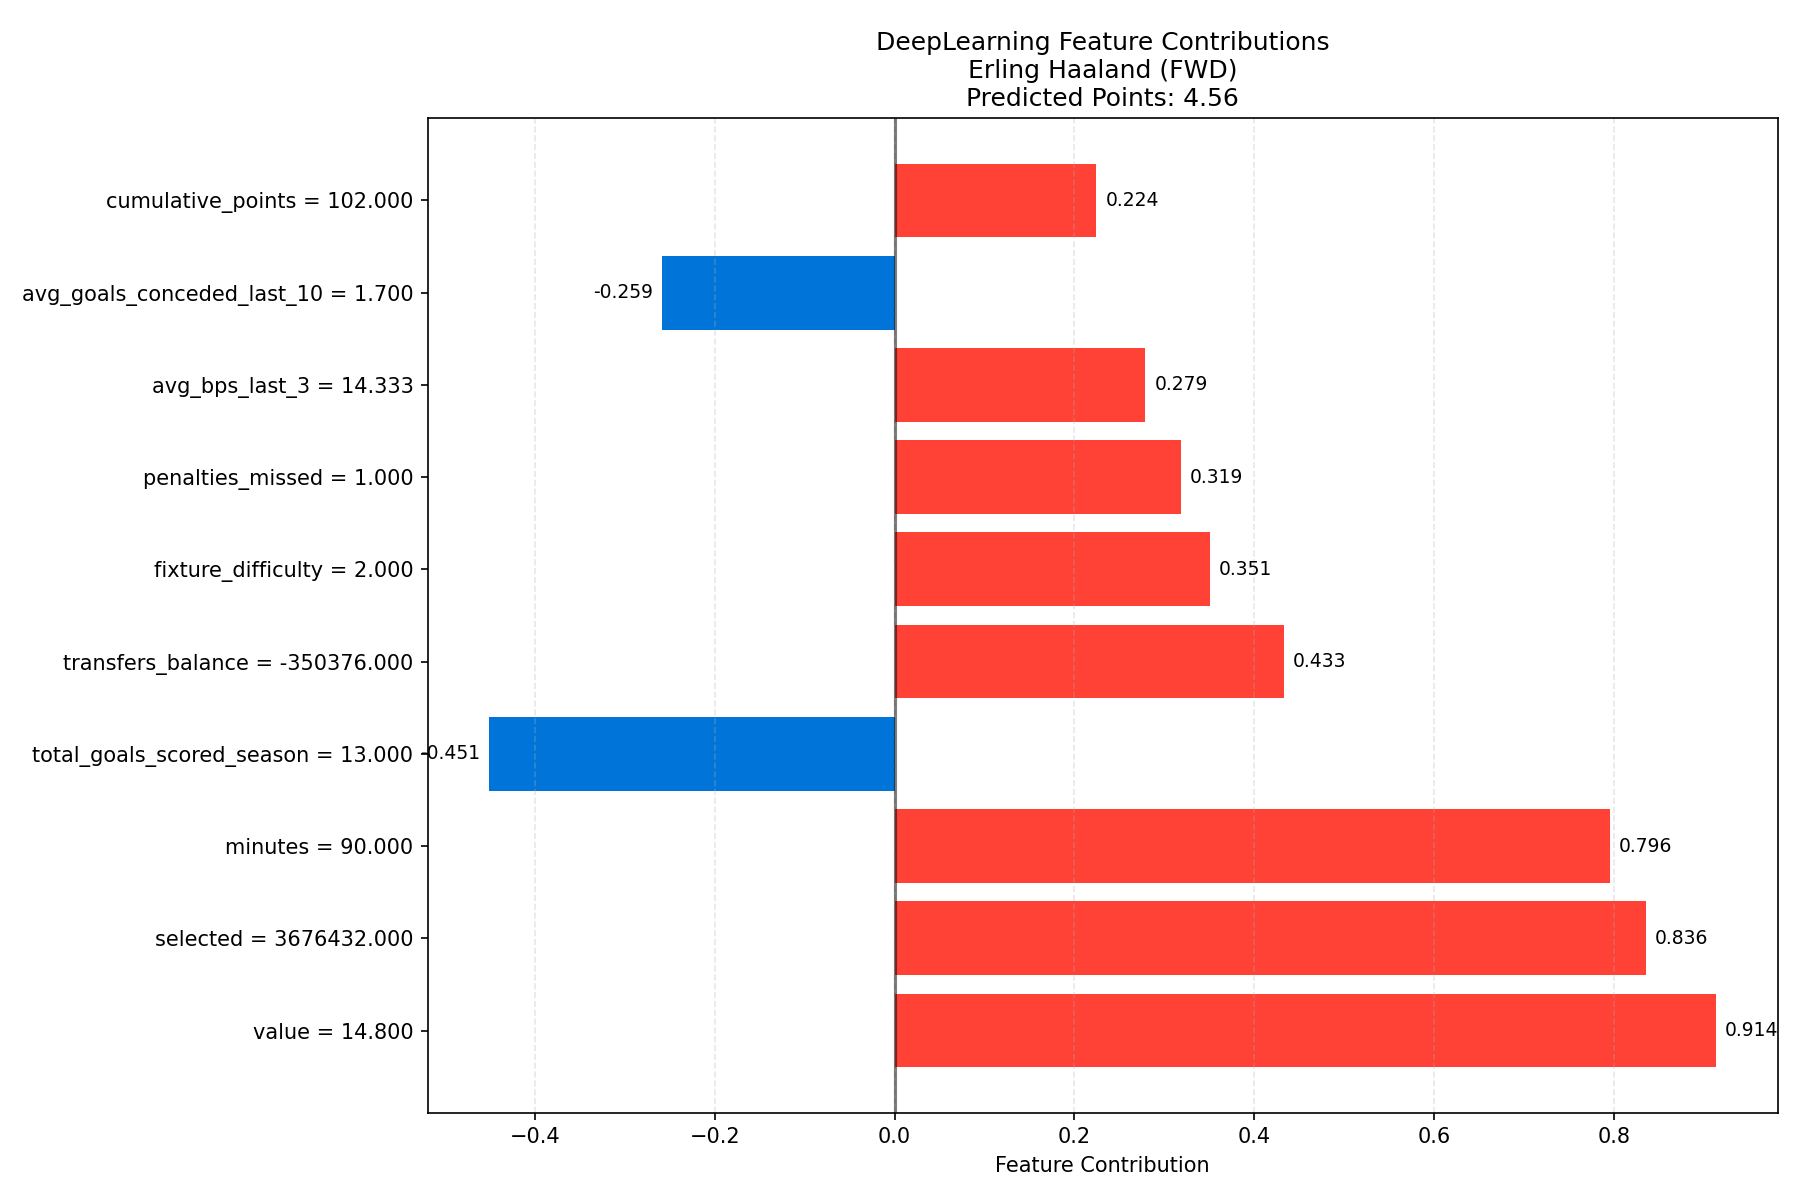 DeepLearning Feature Contributions
Erling Haaland (FWD)
Predicted Points: 4.56
cumulative_points = 102.000
0.224
avg_goals_conceded_last_10 = 1.700
-0.259
avg_bps_last_3 = 14.333
0.279
penalties_missed = 1.000
0.319
fixture_difficulty = 2.000
0.351
transfers_balance = -350376.000
0.433
total_goals_scored_season = 13.000
-0.451
minutes = 90.000
0.796
selected = 3676432.000
0.836
value = 14.800
0.914
−0.4 −0.2 0.0 0.2 0.4 0.6 0.8
Feature Contribution